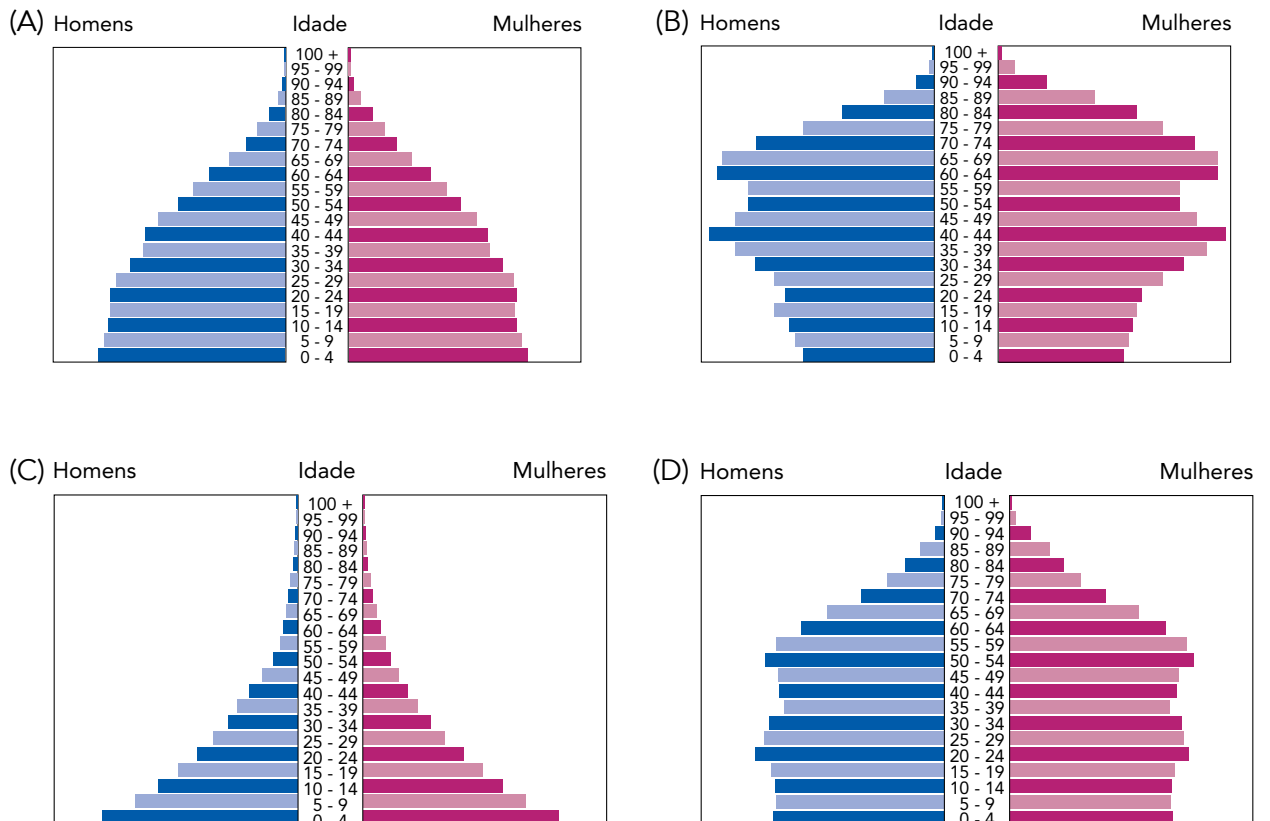 (A) Homens Idade Mulheres
100 +
95 - 99
90 - 94
85 - 89
80 - 84
75 - 79
70 - 74
65 - 69
60 - 64
55 - 59
50 - 54
45 - 49
40 - 44
35 - 39
30 - 34
25 - 29
20 - 24
15 - 19
10 - 14
5 - 9
0 - 4
(B) Homens Idade Mulheres
100 +
95 - 99
90 - 94
85 - 89
80 - 84
75 - 79
70 - 74
65 - 69
60 - 64
55 - 59
50 - 54
45 - 49
40 - 44
35 - 39
30 - 34
25 - 29
20 - 24
15 - 19
10 - 14
5 - 9
0 - 4
(C) Homens Idade Mulheres
100 +
95 - 99
90 - 94
85 - 89
80 - 84
75 - 79
70 - 74
65 - 69
60 - 64
55 - 59
50 - 54
45 - 49
40 - 44
35 - 39
30 - 34
25 - 29
20 - 24
15 - 19
10 - 14
5 - 9
0 - 4
(D) Homens Idade Mulheres
100 +
95 - 99
90 - 94
85 - 89
80 - 84
75 - 79
70 - 74
65 - 69
60 - 64
55 - 59
50 - 54
45 - 49
40 - 44
35 - 39
30 - 34
25 - 29
20 - 24
15 - 19
10 - 14
5 - 9
0 - 4